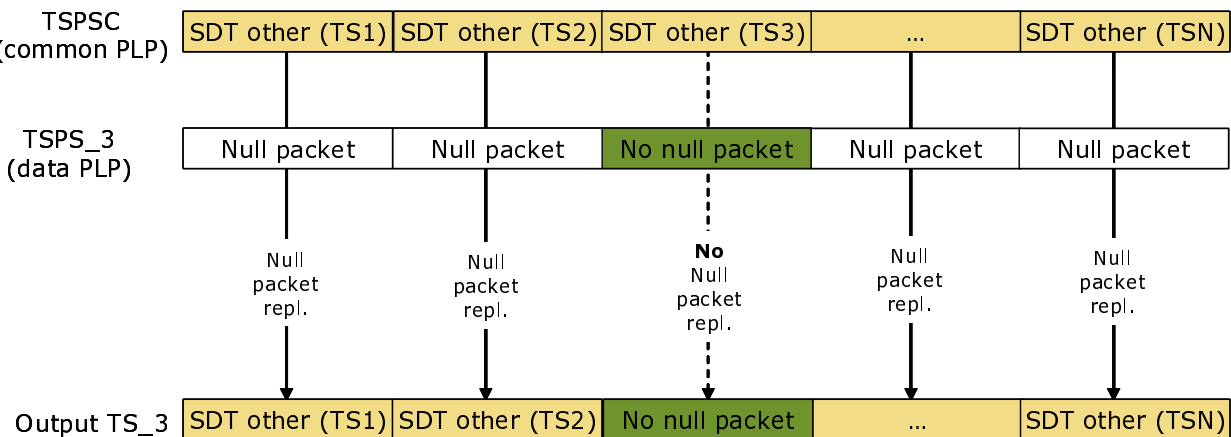 TSPSC
(common PLP)
SDT other (TS1) SDT other (TS2) SDT other (TS3) ... SDT other (TSN)
TSPS_3
(data PLP)
Null packet Null packet No null packet Null packet Null packet
Null
packet
repl.
Null
packet
repl.
No
Null
packet
repl.
Null
packet
repl.
Null
packet
repl.
Output TS_3
SDT other (TS1) SDT other (TS2) No null packet ... SDT other (TSN)